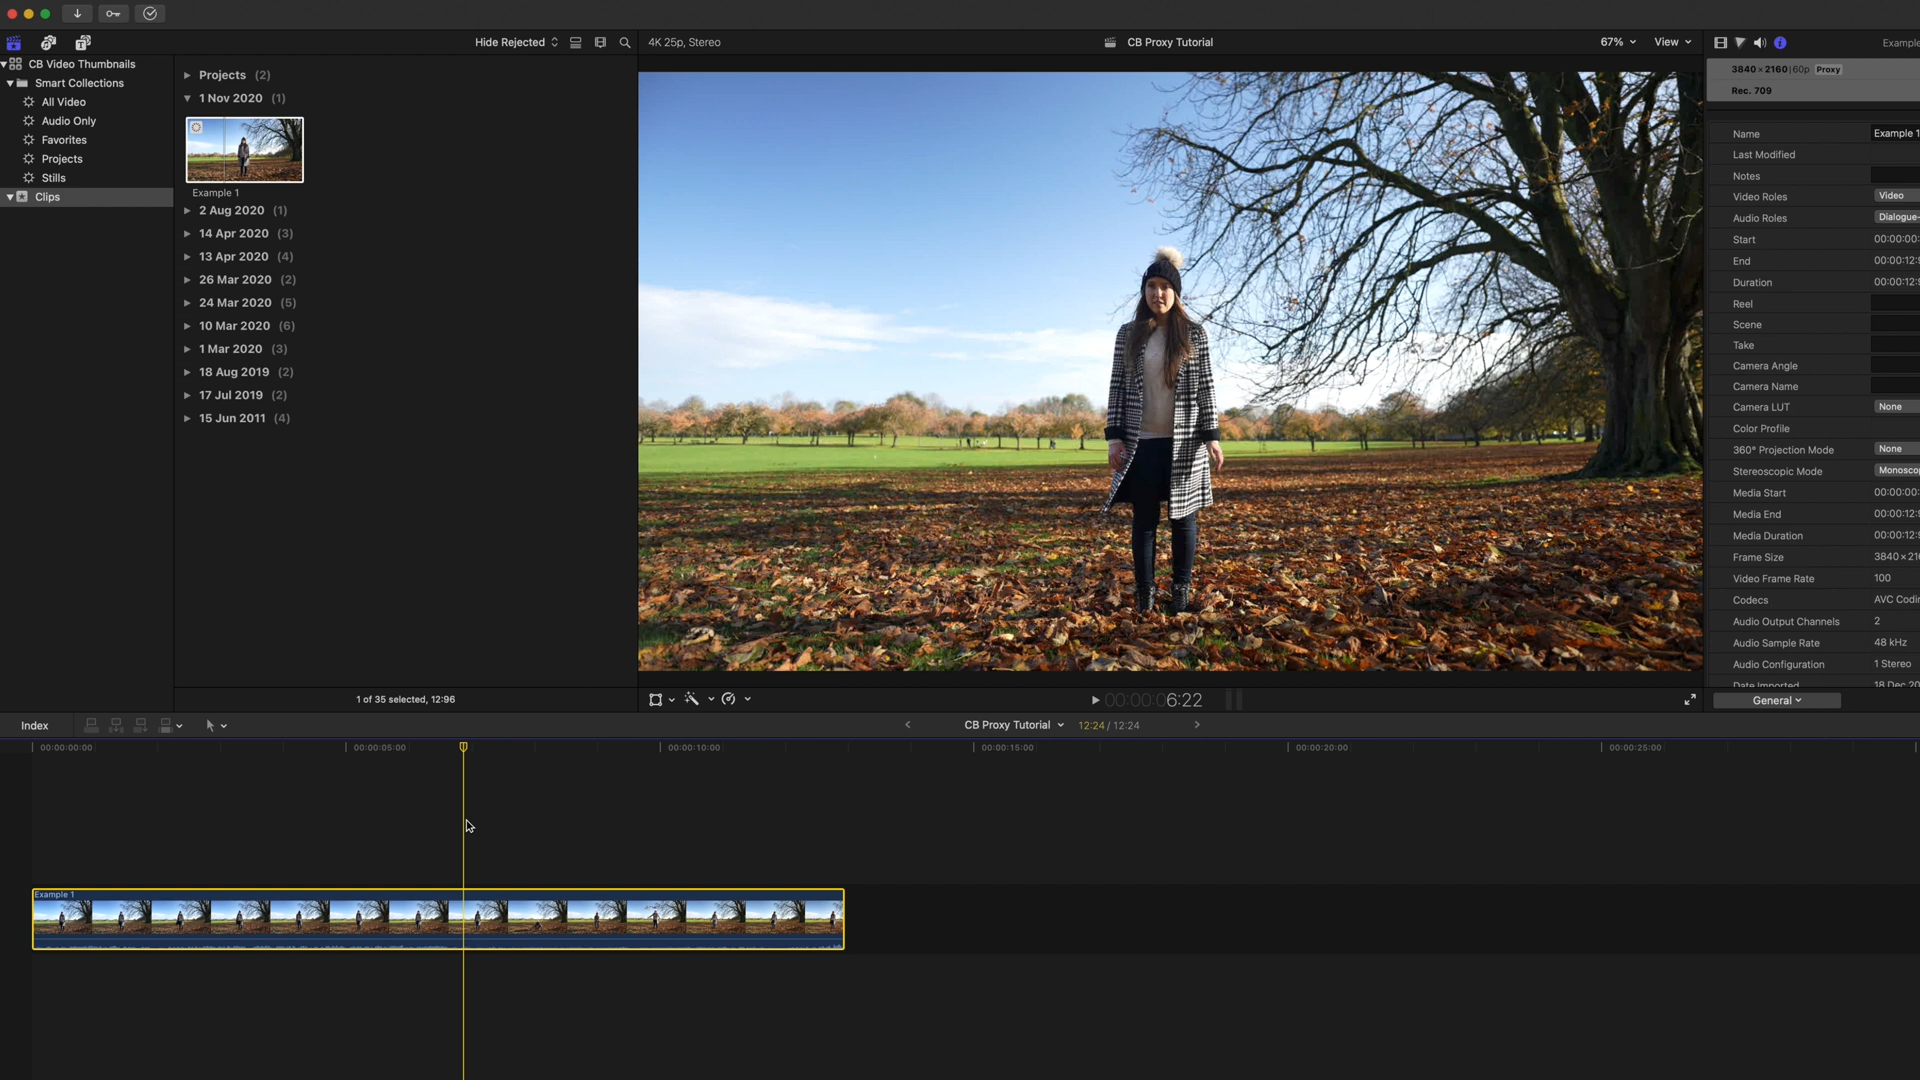 Hide Rejected
4K 25p, Stereo
CB Proxy Tutorial
67%
View
Example
CB Video Thumbnails
Smart Collections
All Video
Audio Only
Favorites
Projects
Stills
Clips
Projects (2)
1 Nov 2020 (1)
Example 1
2 Aug 2020 (1)
14 Apr 2020 (3)
13 Apr 2020 (4)
26 Mar 2020 (2)
24 Mar 2020 (5)
10 Mar 2020 (6)
1 Mar 2020 (3)
18 Aug 2019 (2)
17 Jul 2019 (2)
15 Jun 2011 (4)
1 of 35 selected, 12:96
3840×2160 | 60p Proxy
Rec. 709
Name Example 1
Last Modified
Notes
Video Roles Video
Audio Roles Dialogue-
Start 00:00:00:
End 00:00:12:
Duration 00:00:12:
Reel
Scene
Take
Camera Angle
Camera Name
Camera LUT None
Color Profile
360° Projection Mode None
Stereoscopic Mode Monosco
Media Start 00:00:00:
Media End 00:00:12:
Media Duration 00:00:12:
Frame Size 3840×21
Video Frame Rate 100
Codecs AVC Codi
Audio Output Channels 2
Audio Sample Rate 48 kHz
Audio Configuration 1 Stereo
Date Imported 18 Dec 20
General
00:00:00:06:22
Index
CB Proxy Tutorial
12:24 / 12:24
00:00:00:00
00:00:05:00
00:00:10:00
00:00:15:00
00:00:20:00
00:00:25:00
Example 1